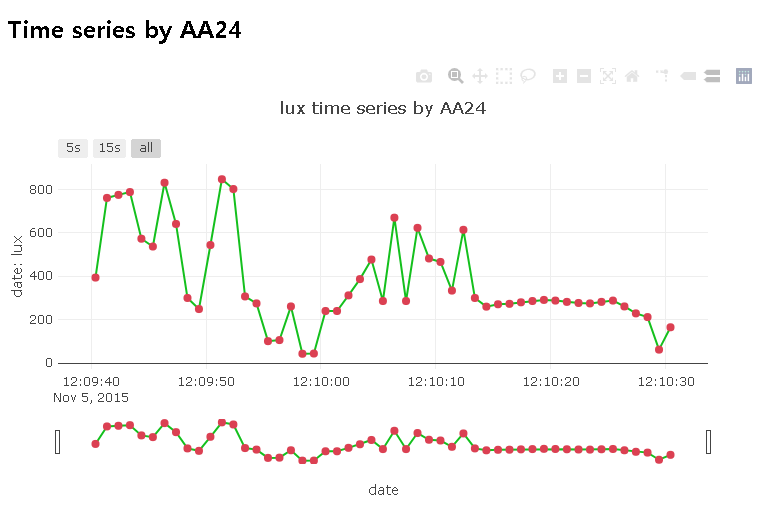 Time series by AA24
lux time series by AA24
5s 15s all
date: lux
800
600
400
200
0
12:09:40 12:09:50 12:10:00 12:10:10 12:10:20 12:10:30
Nov 5, 2015
date